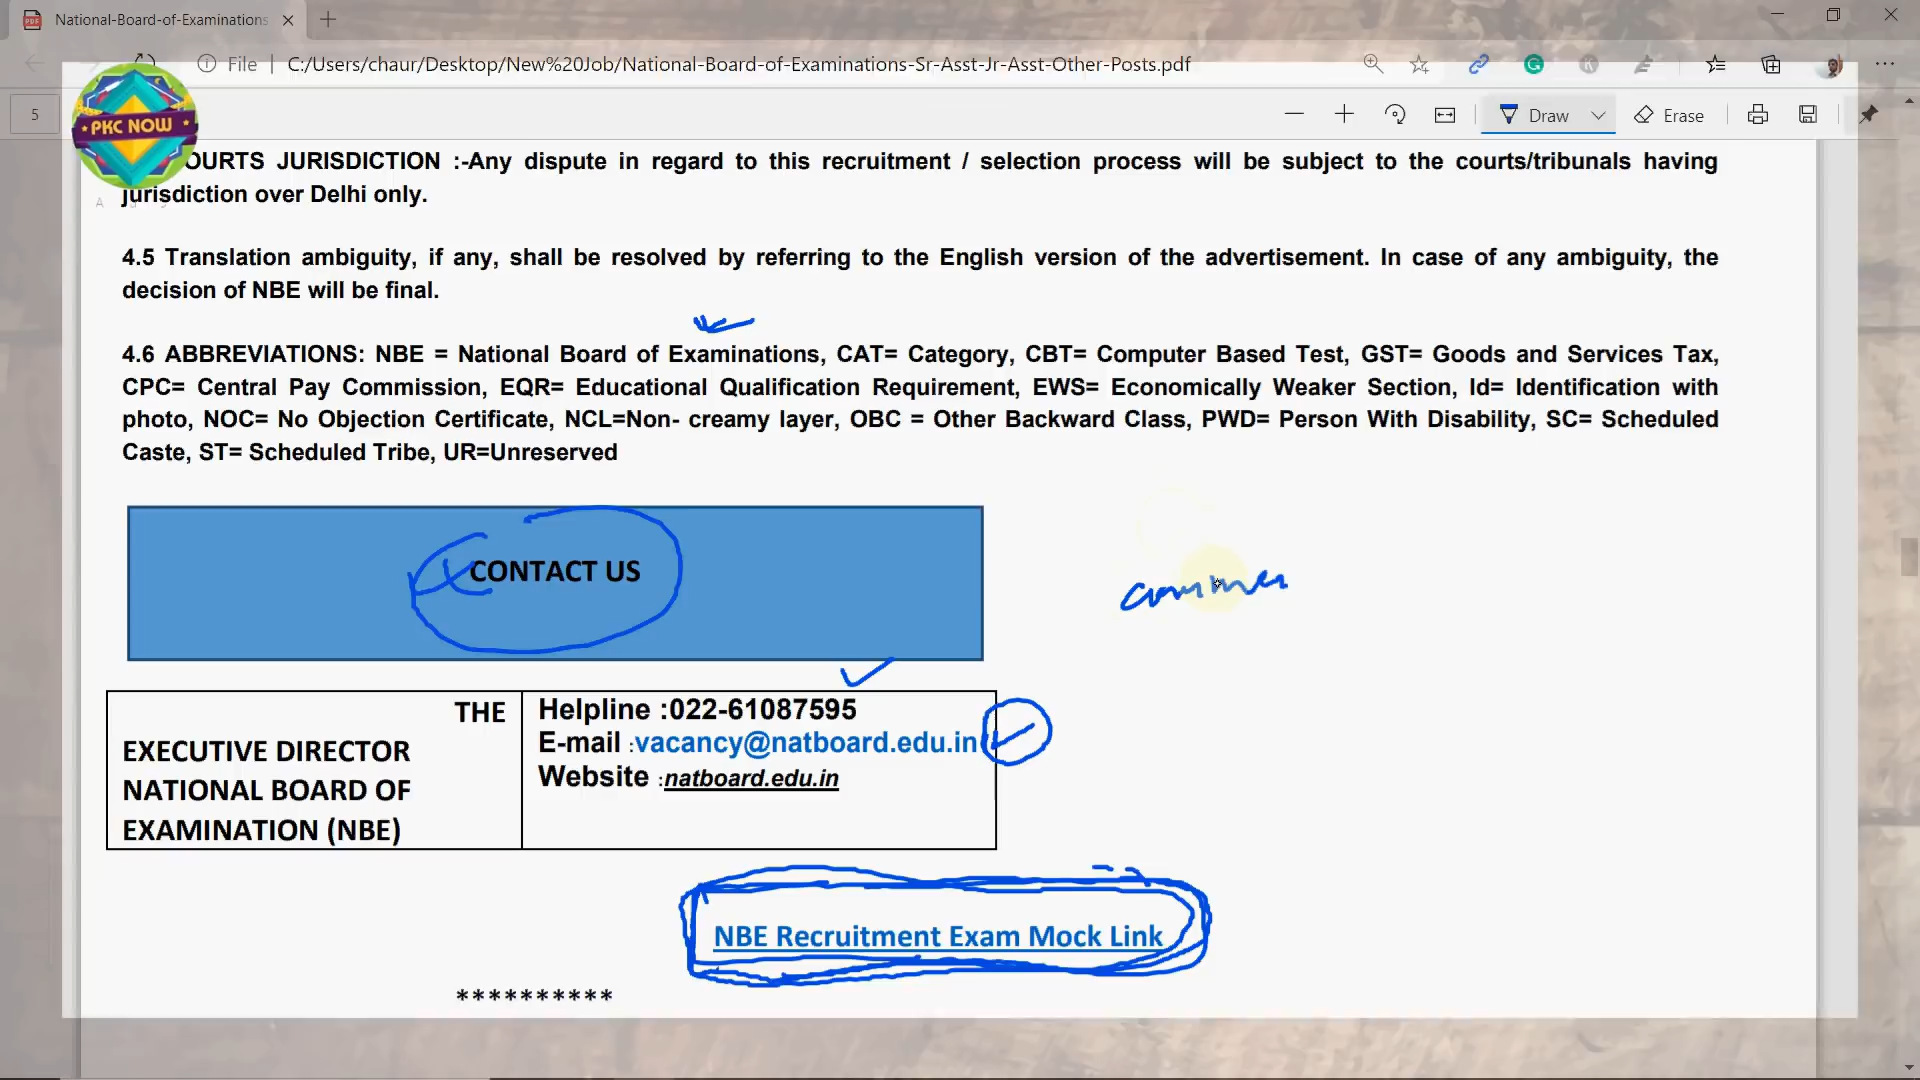 National-Board-of-Examinations
File | C:/Users/chaur/Desktop/New%20Job/National-Board-of-Examinations-Sr-Asst-Jr-Asst-Other-Posts.pdf
5
Draw
Erase
PKC NOW
OURTS JURISDICTION :-Any dispute in regard to this recruitment / selection process will be subject to the courts/tribunals having
jurisdiction over Delhi only.
4.5 Translation ambiguity, if any, shall be resolved by referring to the English version of the advertisement. In case of any ambiguity, the
decision of NBE will be final.
4.6 ABBREVIATIONS: NBE = National Board of Examinations, CAT= Category, CBT= Computer Based Test, GST= Goods and Services Tax,
CPC= Central Pay Commission, EQR= Educational Qualification Requirement, EWS= Economically Weaker Section, Id= Identification with
photo, NOC= No Objection Certificate, NCL=Non- creamy layer, OBC = Other Backward Class, PWD= Person With Disability, SC= Scheduled
Caste, ST= Scheduled Tribe, UR=Unreserved
CONTACT US
commen
THE
EXECUTIVE DIRECTOR
NATIONAL BOARD OF
EXAMINATION (NBE)
Helpline :022-61087595
E-mail :vacancy@natboard.edu.in
Website :natboard.edu.in
NBE Recruitment Exam Mock Link
**********